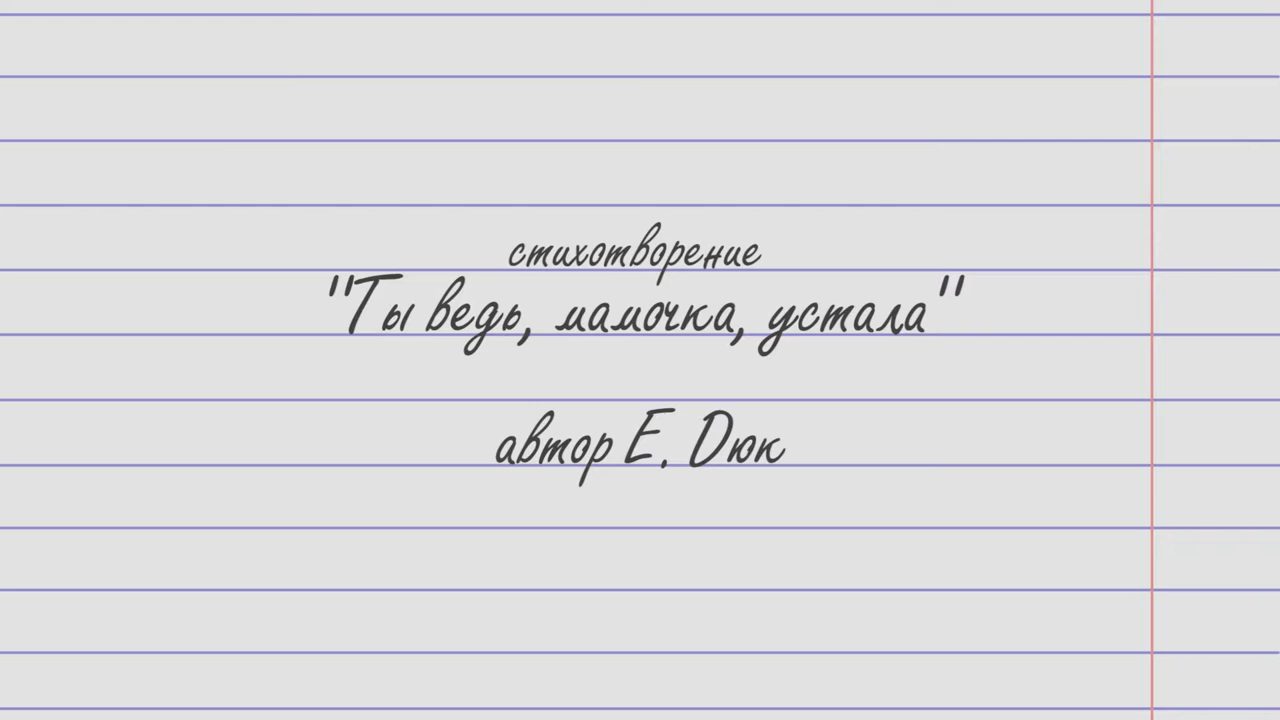 стихотворение
"Ты ведь, мамочка, устала"
автор Е. Дюк